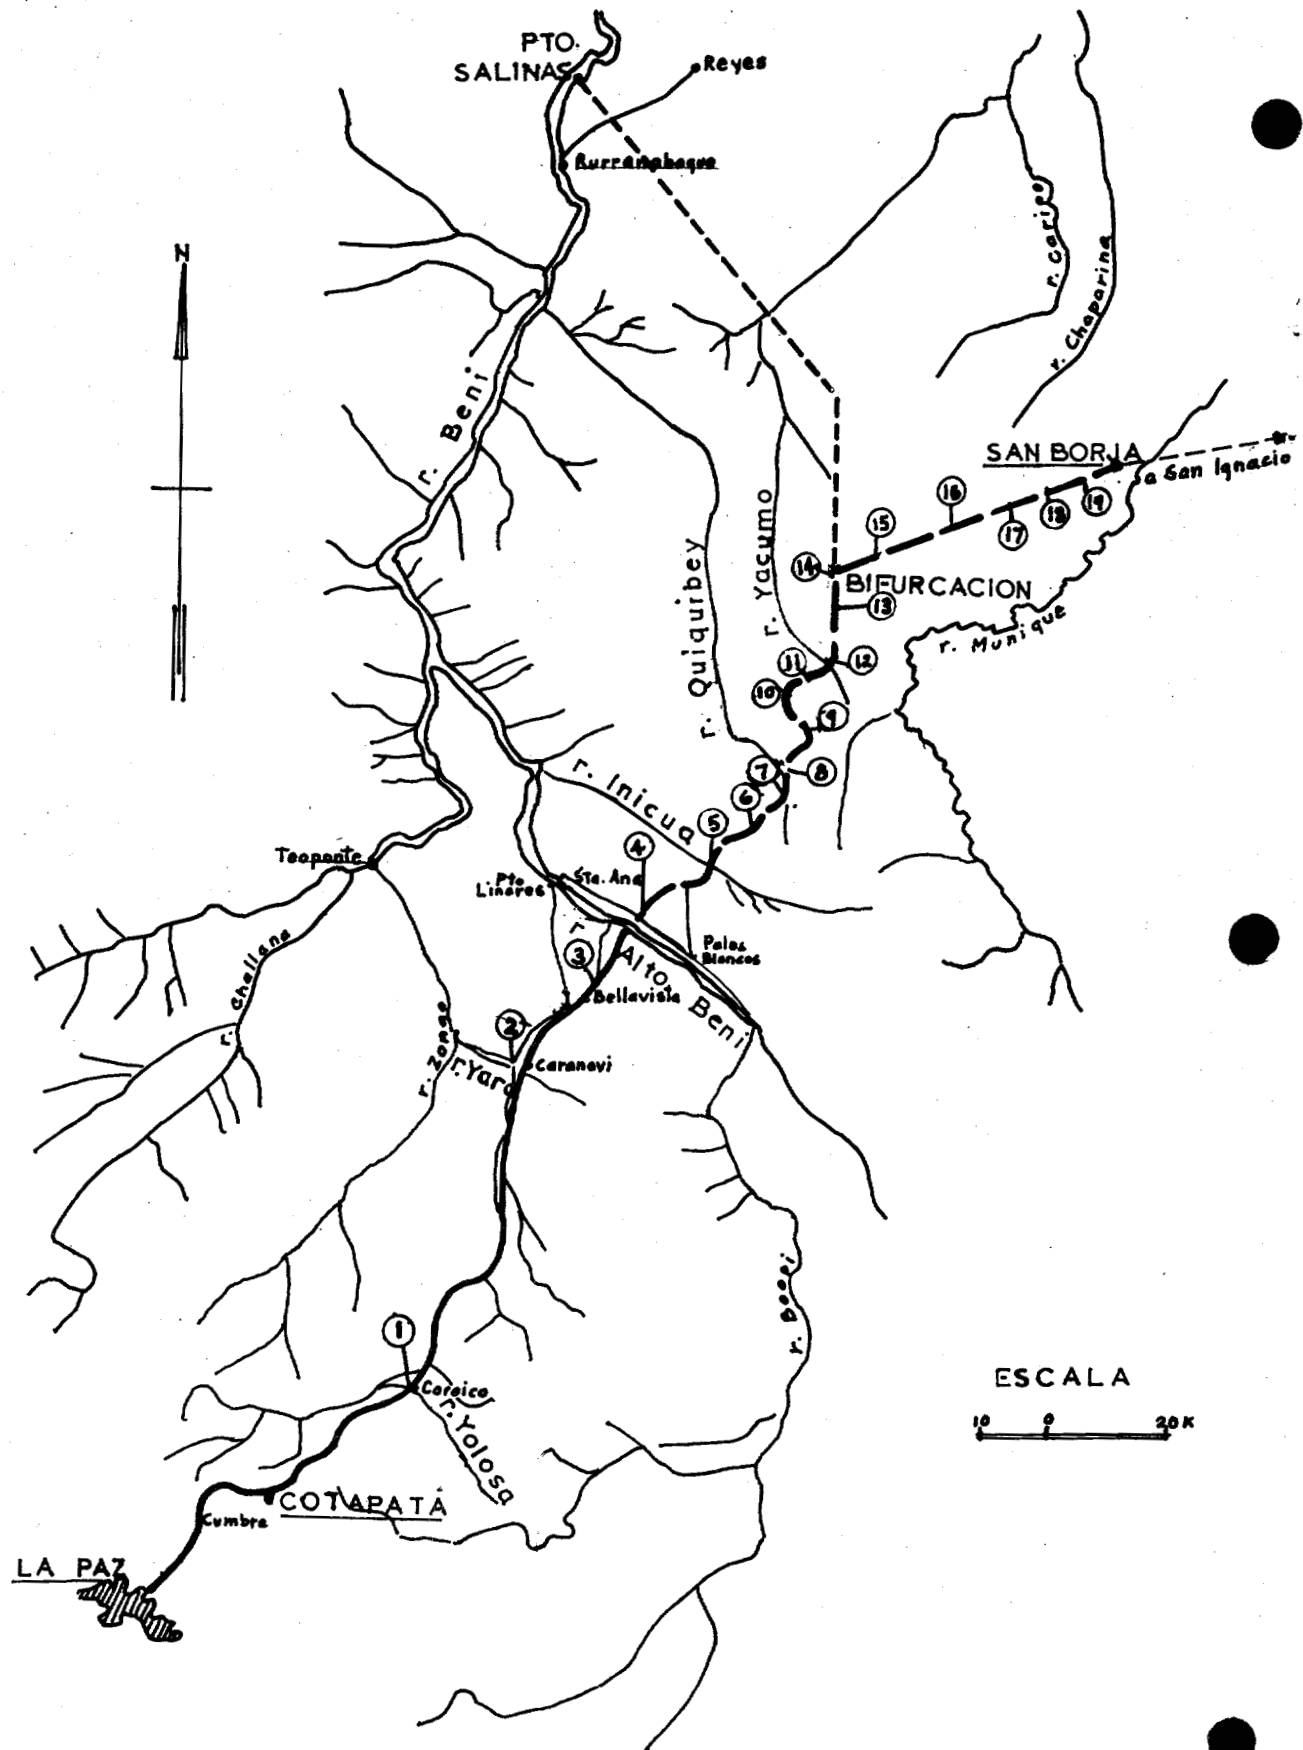 PTO.
SALINAS
Reyes
Rurrenabaque
N
r. Caripo
r. Chaparina
r. Beni
SAN BORJA
a San Ignacio
16
19
18
15
17
r. Yacumo
r. Quiquibey
14
BIFURCACION
13
r. Munique
11
12
10
9
r. Inicua
7
8
6
5
4
Teoponte
Pto
Linares
Sta. Ana
r.
Alto
Beni
Palos
Blancos
3
r. Challana
Bellavista
2
r. Zongo
r. Yara
Caranavi
r. Boopi
1
ESCALA
Coroico
10 0 20K
r. Yolosa
COTAPATA
Cumbre
LA PAZ